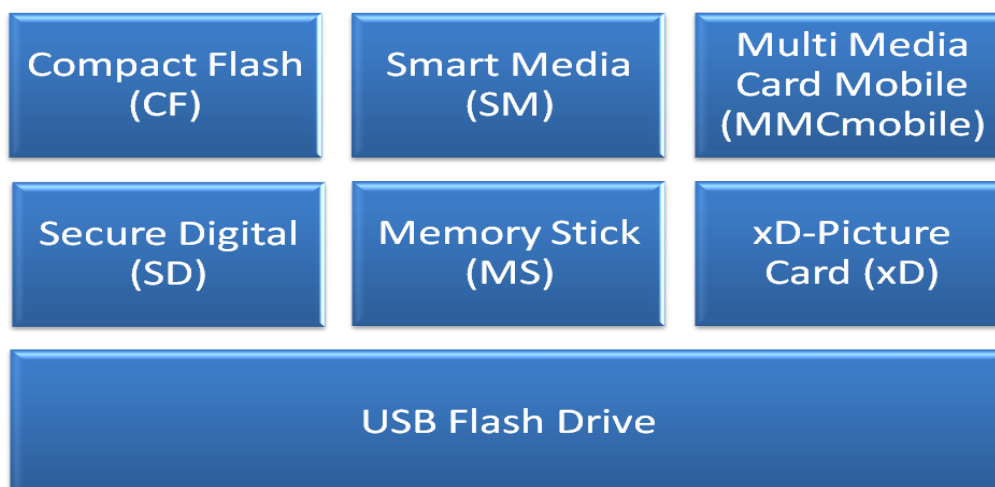 Compact Flash
(CF)
Smart Media
(SM)
Multi Media
Card Mobile
(MMCmobile)
Secure Digital
(SD)
Memory Stick
(MS)
xD-Picture
Card (xD)
USB Flash Drive